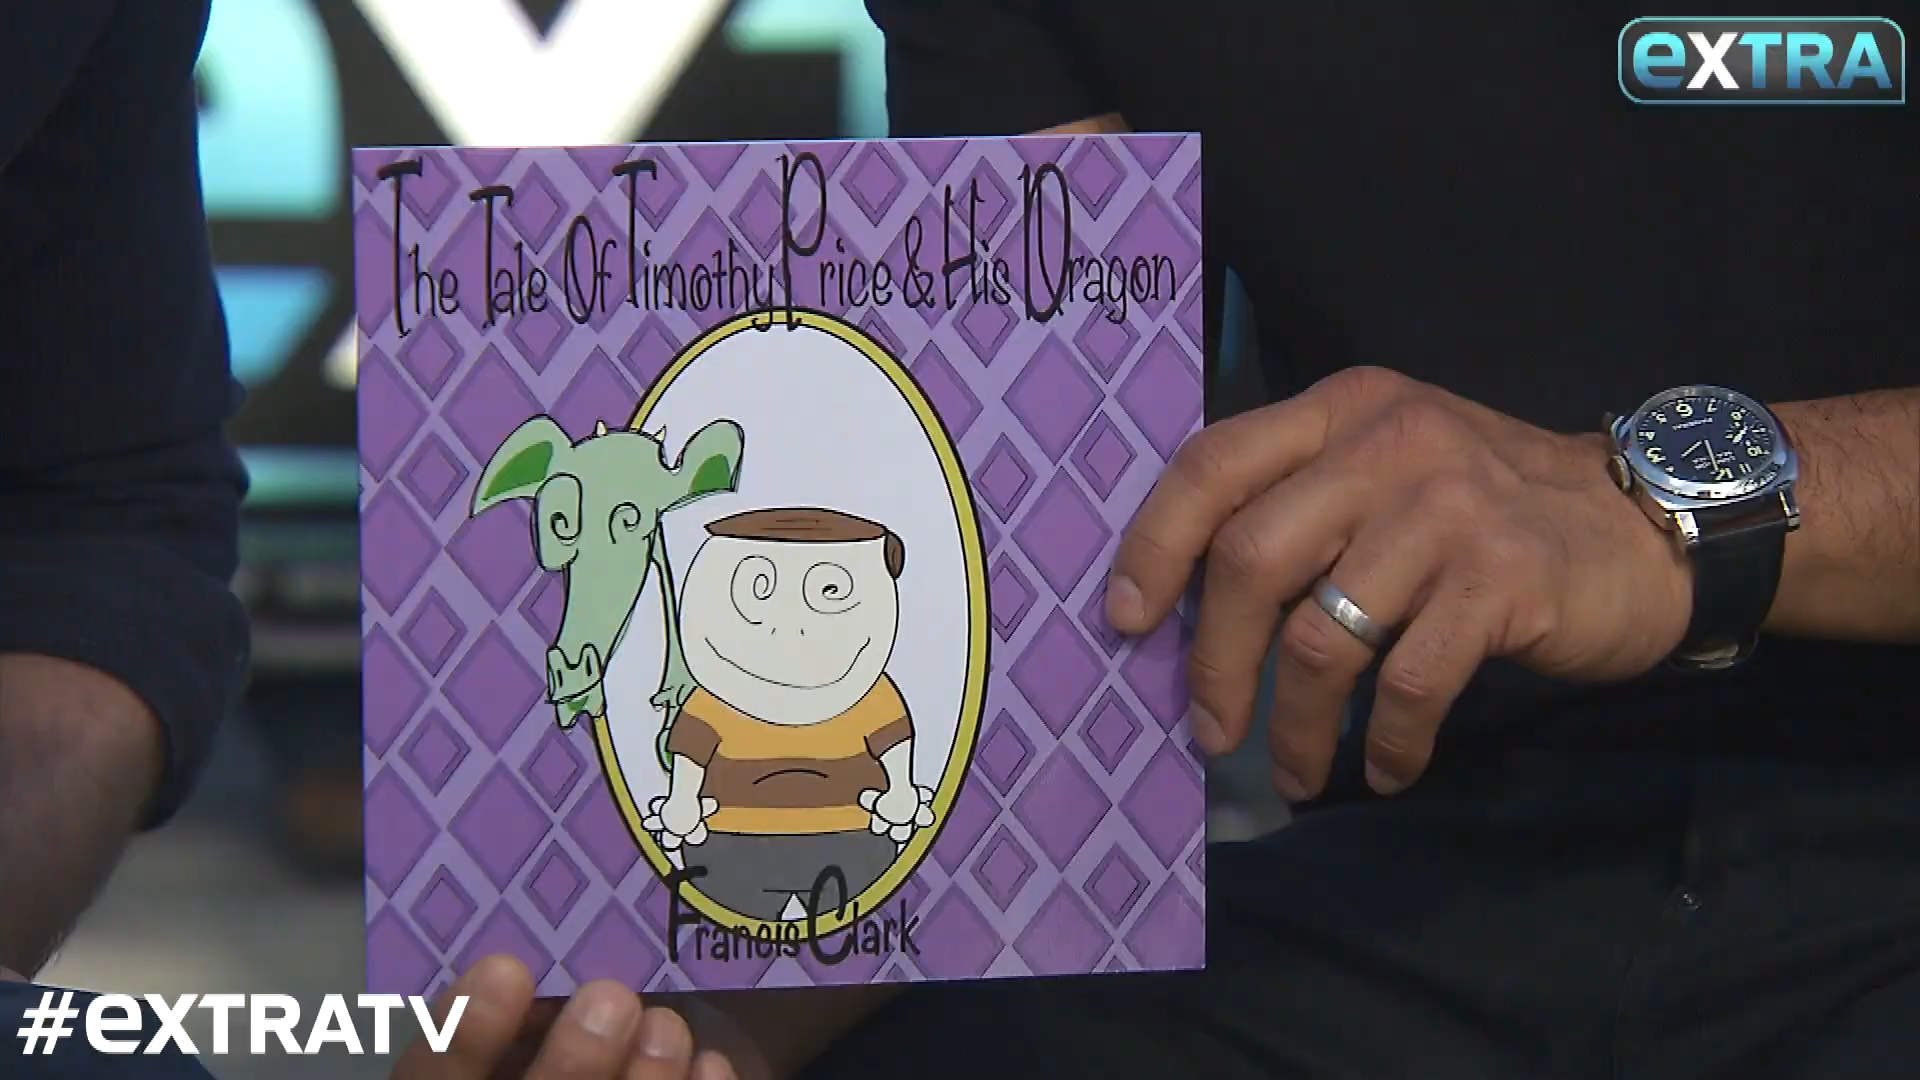 eXTRA
The Tale Of Timothy Price & His Dragon
Francis Clark
#eXTRATV